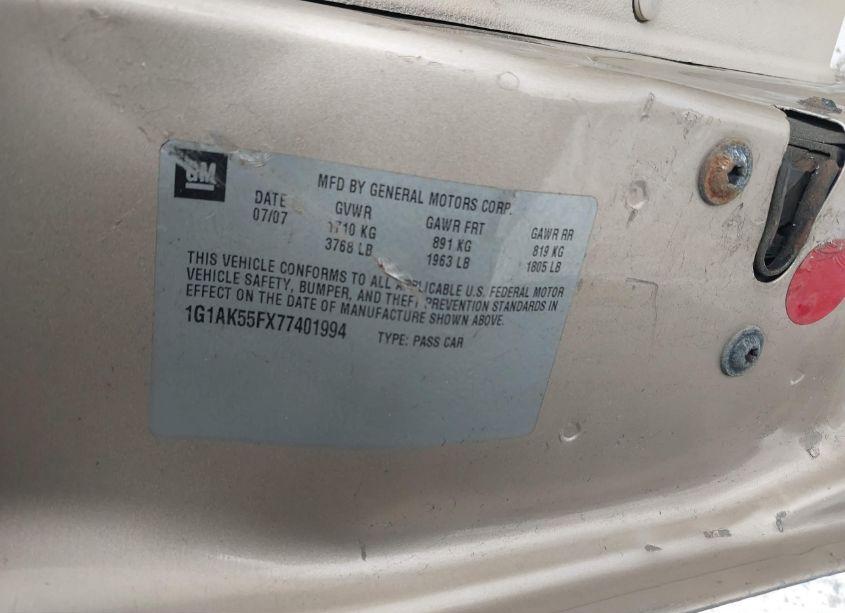 GM
MFD BY GENERAL MOTORS CORP.
DATE GVWR GAWR FRT GAWR RR
07/07 1710 KG 891 KG 819 KG
3768 LB 1963 LB 1805 LB
THIS VEHICLE CONFORMS TO ALL APPLICABLE U.S. FEDERAL MOTOR
VEHICLE SAFETY, BUMPER, AND THEFT PREVENTION STANDARDS IN
EFFECT ON THE DATE OF MANUFACTURE SHOWN ABOVE.
1G1AK55FX77401994 TYPE: PASS CAR